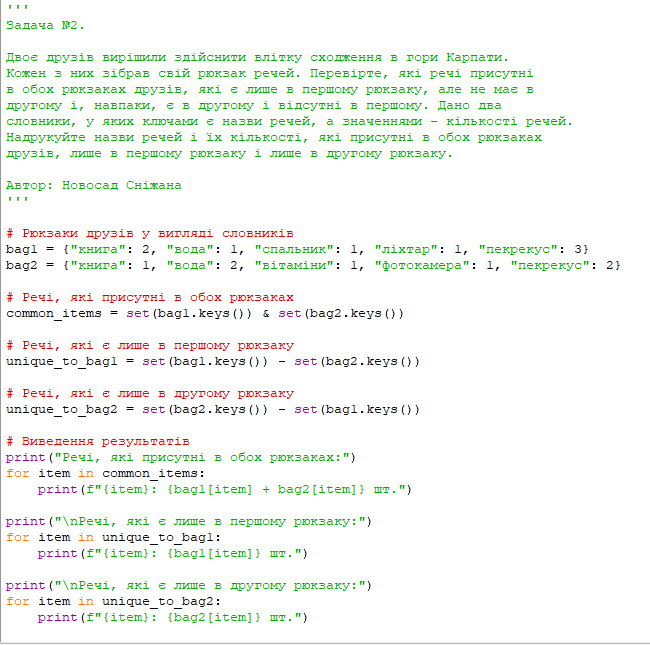 '''
Задача №2.

Двоє друзів вирішили здійснити влітку сходження в гори Карпати.
Кожен з них зібрав свій рюкзак речей. Перевірте, які речі присутні
в обох рюкзаках друзів, які є лише в першому рюкзаку, але не має в
другому і, навпаки, є в другому і відсутні в першому. Дано два
словники, у яких ключами є назви речей, а значеннями - кількості речей.
Надрукуйте назви речей і їх кількості, які присутні в обох рюкзаках
друзів, лише в першому рюкзаку і лише в другому рюкзаку.

Автор: Новосад Сніжана
'''

# Рюкзаки друзів у вигляді словників
bag1 = {"книга": 2, "вода": 1, "спальник": 1, "ліхтар": 1, "пекрекус": 3}
bag2 = {"книга": 1, "вода": 2, "вітаміни": 1, "фотокамера": 1, "пекрекус": 2}

# Речі, які присутні в обох рюкзаках
common_items = set(bag1.keys()) & set(bag2.keys())

# Речі, які є лише в першому рюкзаку
unique_to_bag1 = set(bag1.keys()) - set(bag2.keys())

# Речі, які є лише в другому рюкзаку
unique_to_bag2 = set(bag2.keys()) - set(bag1.keys())

# Виведення результатів
print("Речі, які присутні в обох рюкзаках:")
for item in common_items:
    print(f"{item}: {bag1[item] + bag2[item]} шт.")

print("\nРечі, які є лише в першому рюкзаку:")
for item in unique_to_bag1:
    print(f"{item}: {bag1[item]} шт.")

print("\nРечі, які є лише в другому рюкзаку:")
for item in unique_to_bag2:
    print(f"{item}: {bag2[item]} шт.")